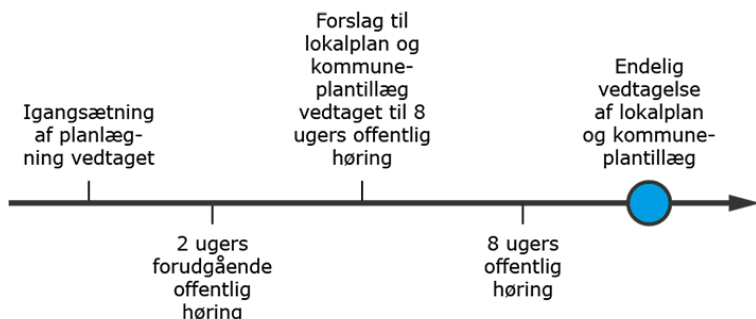 Igangsætning
af planlæg-
ning vedtaget
2 ugers
forudgående
offentlig
høring
Forslag til
lokalplan og
kommune-
plantillæg
vedtaget til 8
ugers offentlig
høring
8 ugers
offentlig
høring
Endelig
vedtagelse
af lokalplan
og kommune-
plantillæg